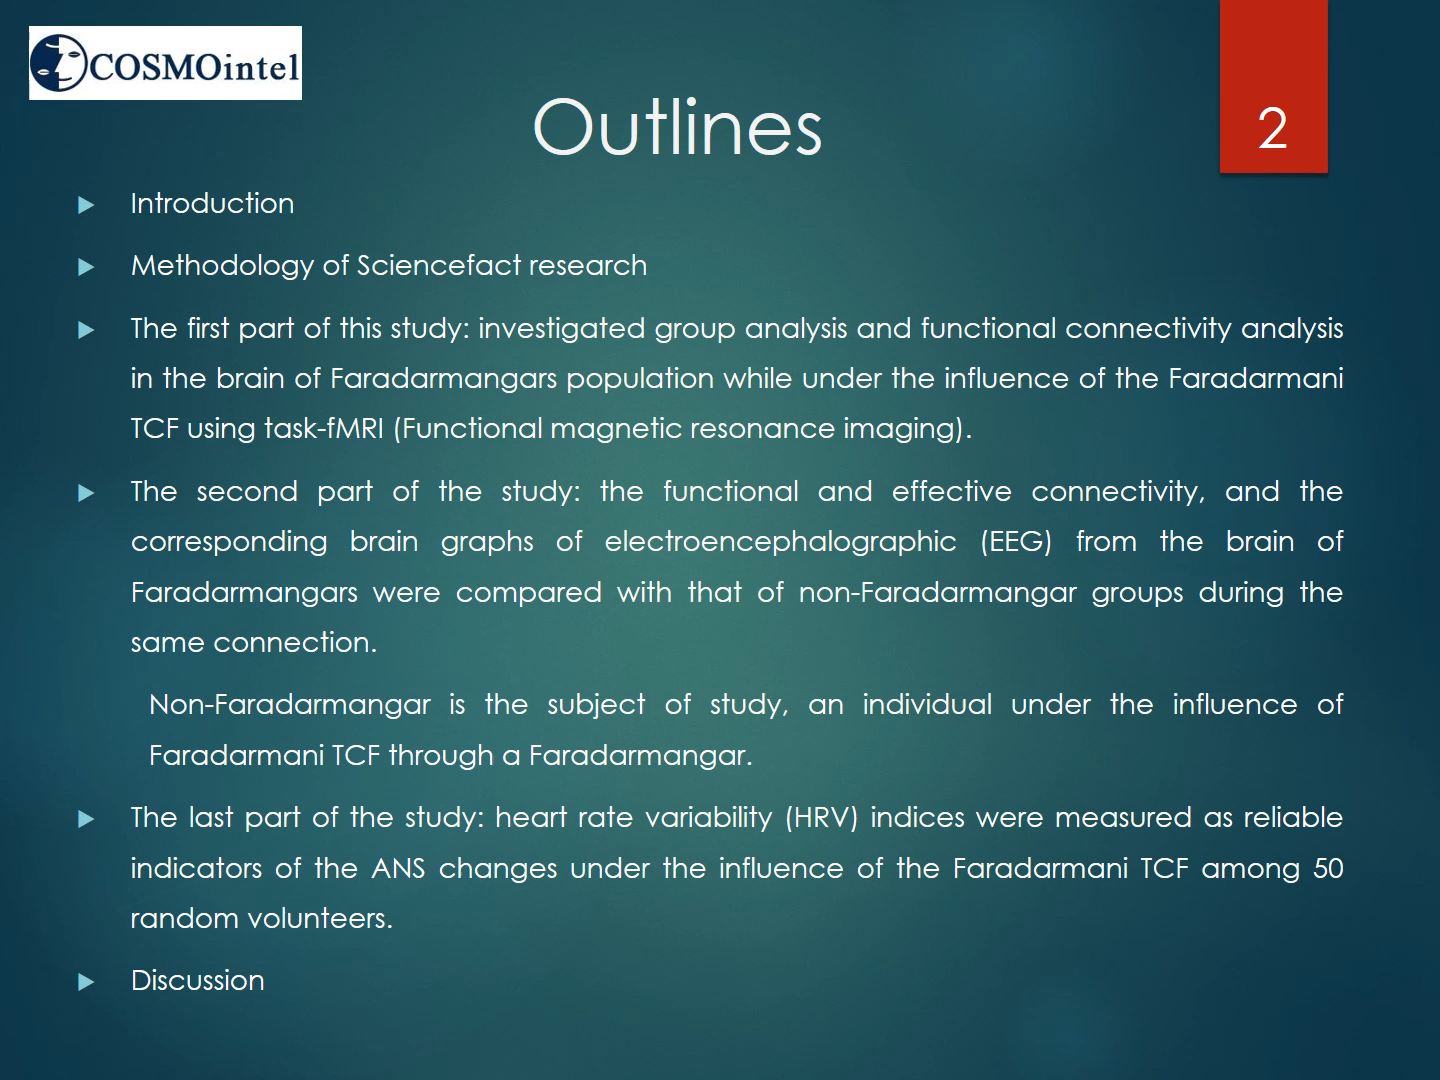 COSMOintel
Outlines
2
Introduction
Methodology of Sciencefact research
The first part of this study: investigated group analysis and functional connectivity analysis
in the brain of Faradarmangars population while under the influence of the Faradarmani
TCF using task-fMRI (Functional magnetic resonance imaging).
The second part of the study: the functional and effective connectivity, and the
corresponding brain graphs of electroencephalographic (EEG) from the brain of
Faradarmangars were compared with that of non-Faradarmangar groups during the
same connection.
Non-Faradarmangar is the subject of study, an individual under the influence of
Faradarmani TCF through a Faradarmangar.
The last part of the study: heart rate variability (HRV) indices were measured as reliable
indicators of the ANS changes under the influence of the Faradarmani TCF among 50
random volunteers.
Discussion